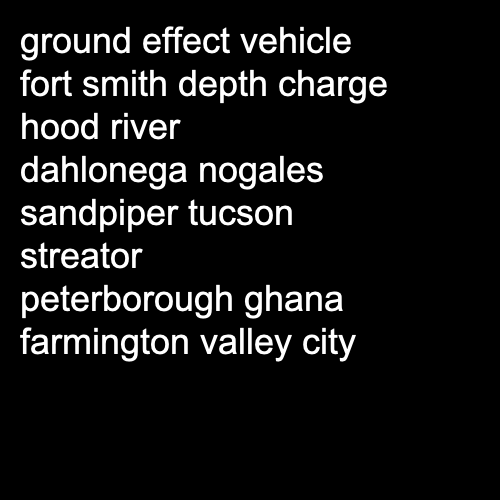 ground effect vehicle
fort smith depth charge
hood river
dahlonega nogales
sandpiper tucson
streator
peterborough ghana
farmington valley city